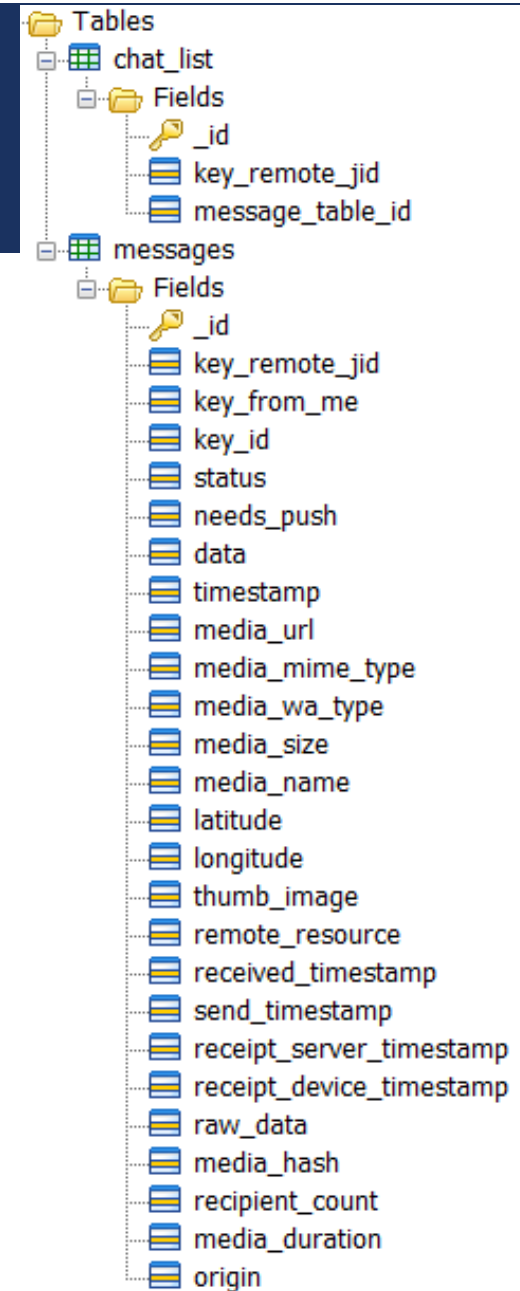 Tables
chat_list
Fields
_id
key_remote_jid
message_table_id
messages
Fields
_id
key_remote_jid
key_from_me
key_id
status
needs_push
data
timestamp
media_url
media_mime_type
media_wa_type
media_size
media_name
latitude
longitude
thumb_image
remote_resource
received_timestamp
send_timestamp
receipt_server_timestamp
receipt_device_timestamp
raw_data
media_hash
recipient_count
media_duration
origin